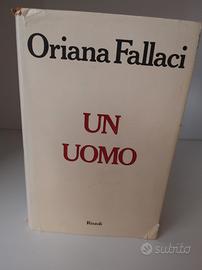 Oriana Fallaci
UN
UOMO
Rizzoli
subito